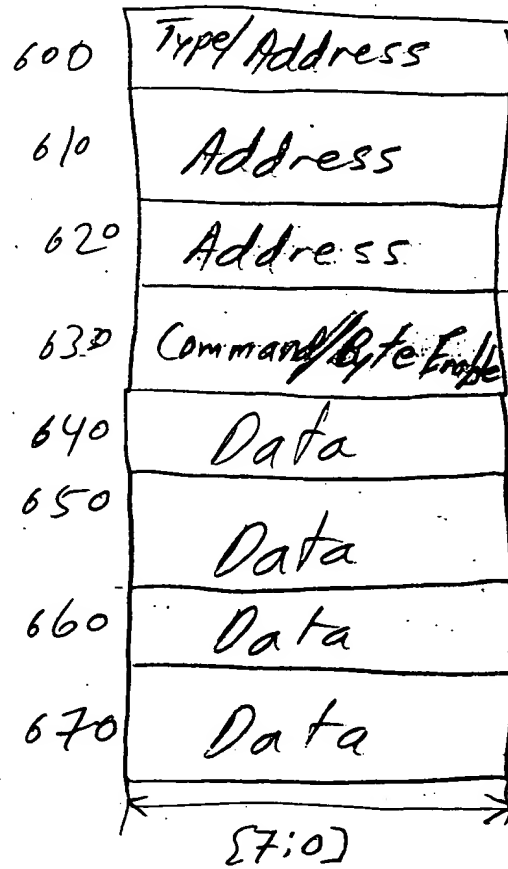 600 Type/Address
610 Address
620 Address
630 Command/Byte Enable
640 Data
650 Data
660 Data
670 Data
[7:0]